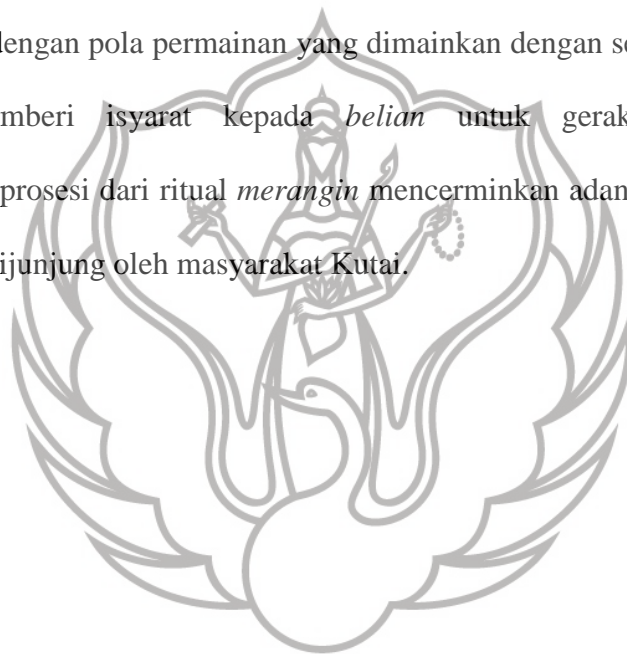 dengan pola permainan yang dimainkan dengan se
mberi isyarat kepada belian untuk gerak
prosesi dari ritual merangin mencerminkan adan
ijunjung oleh masyarakat Kutai.